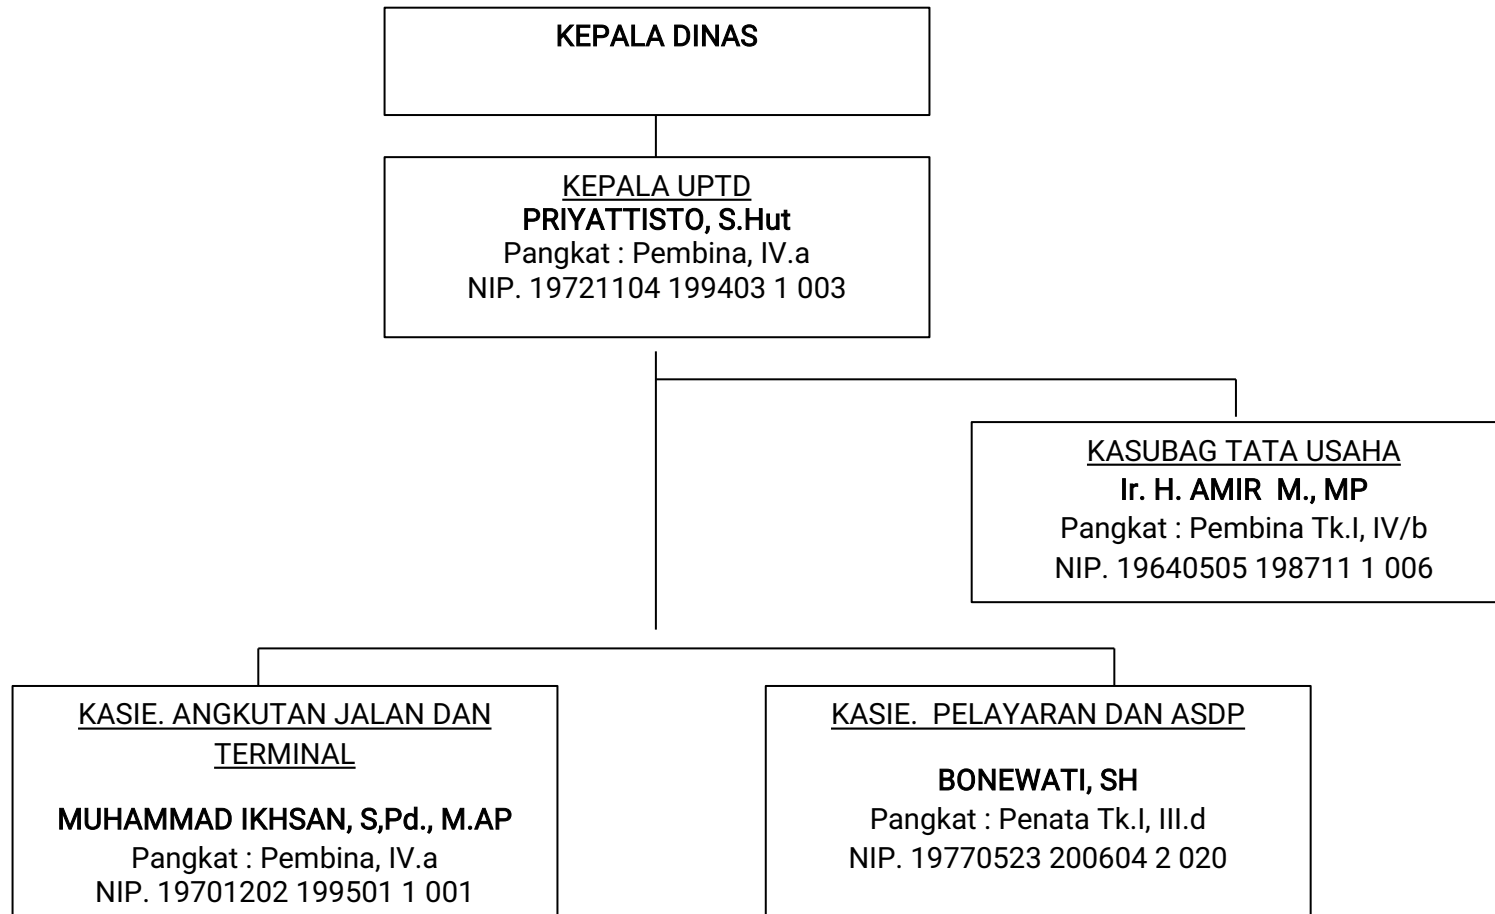 KEPALA DINAS
KEPALA UPTD
PRIYATTISTO, S.Hut
Pangkat : Pembina, IV.a
NIP. 19721104 199403 1 003
KASUBAG TATA USAHA
Ir. H. AMIR  M., MP
Pangkat : Pembina Tk.I, IV/b
NIP. 19640505 198711 1 006
KASIE. ANGKUTAN JALAN DAN
TERMINAL
MUHAMMAD IKHSAN, S,Pd., M.AP
Pangkat : Pembina, IV.a
NIP. 19701202 199501 1 001
KASIE.  PELAYARAN DAN ASDP
BONEWATI, SH
Pangkat : Penata Tk.I, III.d
NIP. 19770523 200604 2 020